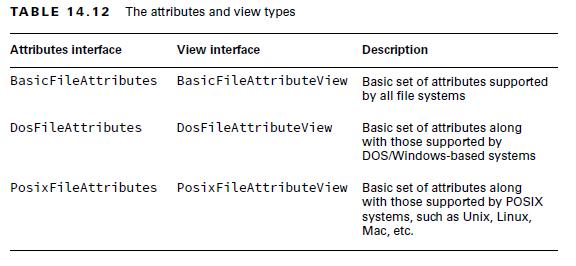 TABLE 14.12 The attributes and view types
Attributes interface View interface Description
BasicFileAttributes BasicFileAttributeView Basic set of attributes supported
by all file systems
DosFileAttributes DosFileAttributeView Basic set of attributes along
with those supported by
DOS/Windows-based systems
PosixFileAttributes PosixFileAttributeView Basic set of attributes along
with those supported by POSIX
systems, such as Unix, Linux,
Mac, etc.